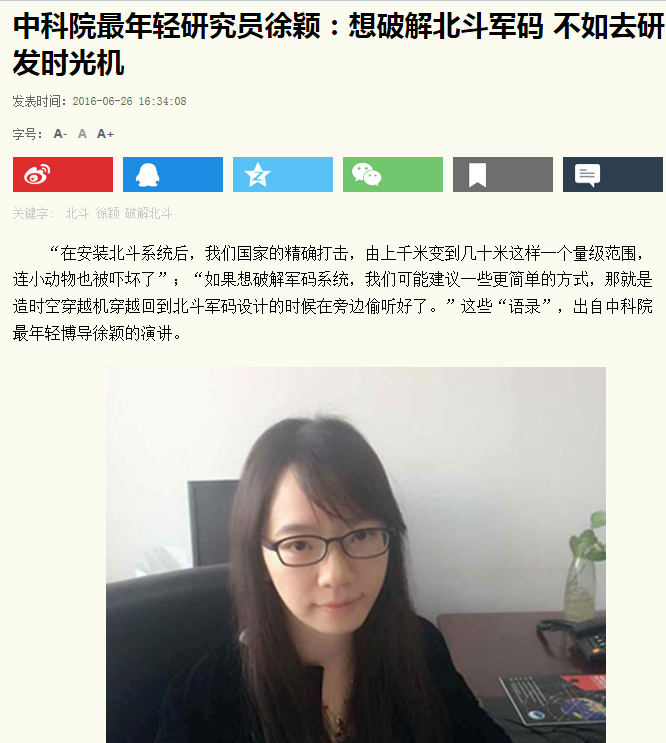 中科院最年轻研究员徐颖：想破解北斗军码 不如去研
发时光机
发表时间：2016-06-26 16:34:08
字号： A- A A+
关键字： 北斗 徐颖 破解北斗
“在安装北斗系统后，我们国家的精确打击，由上千米变到几十米这样一个量级范围，
连小动物也被吓坏了”；“如果想破解军码系统，我们可能建议一些更简单的方式，那就是
造时空穿越机穿越回到北斗军码设计的时候在旁边偷听好了。”这些“语录”，出自中科院
最年轻博导徐颖的演讲。